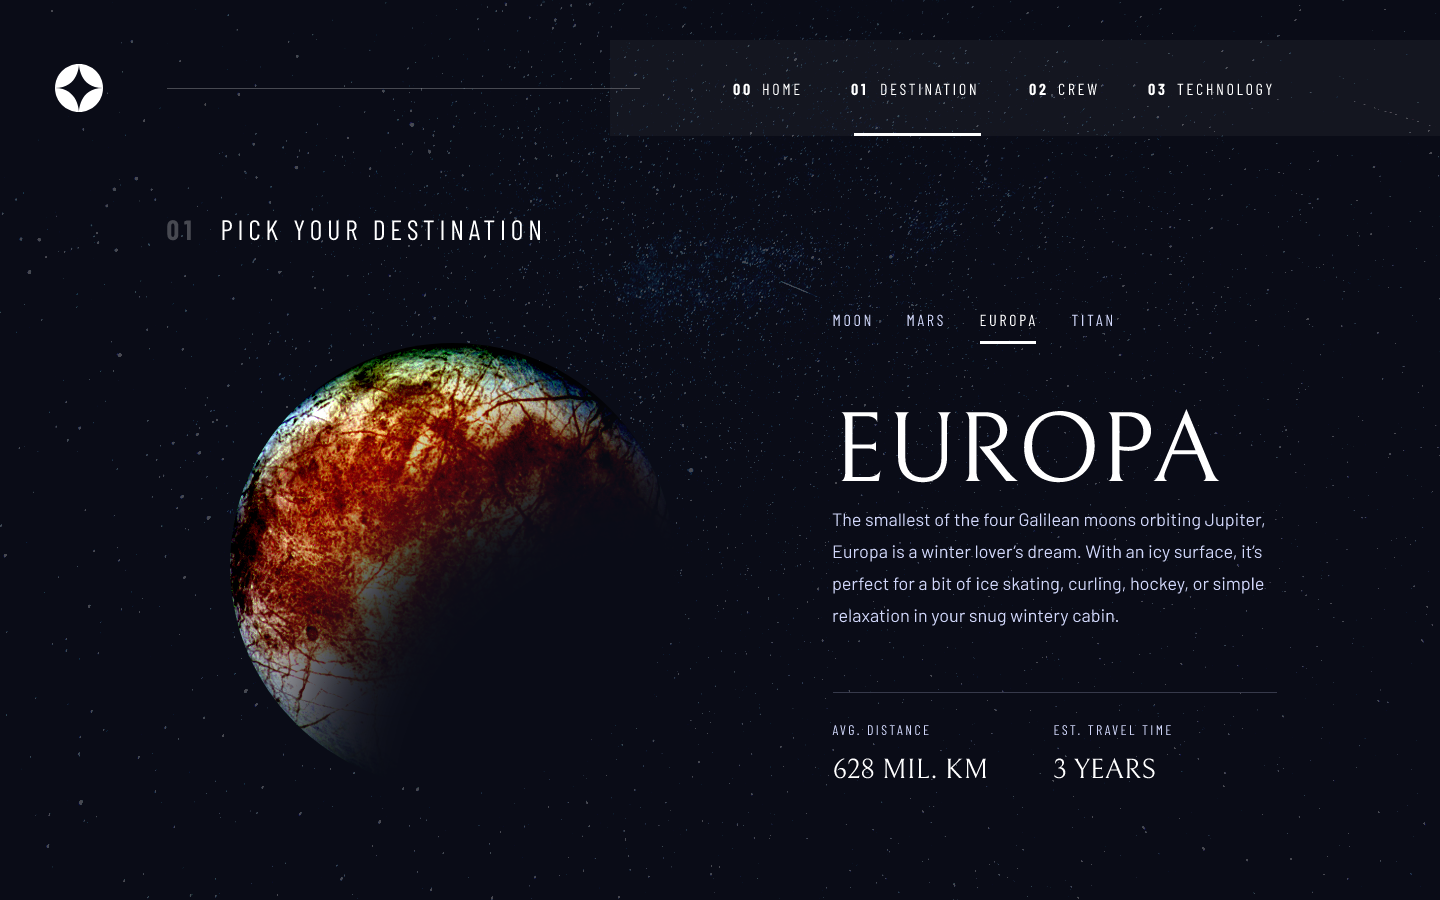 00 HOME 01 DESTINATION 02 CREW 03 TECHNOLOGY
01 PICK YOUR DESTINATION
MOON MARS EUROPA TITAN
EUROPA
The smallest of the four Galilean moons orbiting Jupiter,
Europa is a winter lover’s dream. With an icy surface, it’s
perfect for a bit of ice skating, curling, hockey, or simple
relaxation in your snug wintery cabin.
AVG. DISTANCE EST. TRAVEL TIME
628 MIL. KM 3 YEARS